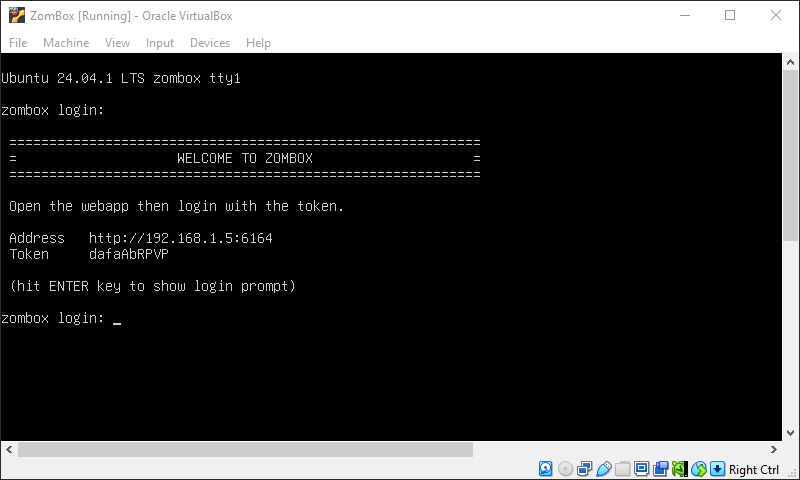 ZomBox [Running] - Oracle VirtualBox
File Machine View Input Devices Help
Ubuntu 24.04.1 LTS zombox tty1
zombox login:
===========================================================
= WELCOME TO ZOMBOX =
===========================================================
Open the webapp then login with the token.
Address http://192.168.1.5:6164
Token dafaAbRPVP
(hit ENTER key to show login prompt)
zombox login: _
Right Ctrl